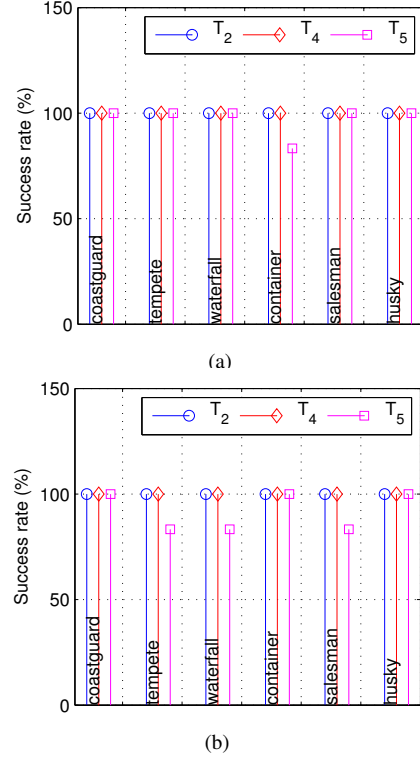 150
100
50
0
Success rate (%)
T2 T4 T5
coastguard
tempete
waterfall
container
salesman
husky
(a)
150
100
50
0
Success rate (%)
T2 T4 T5
coastguard
tempete
waterfall
container
salesman
husky
(b)